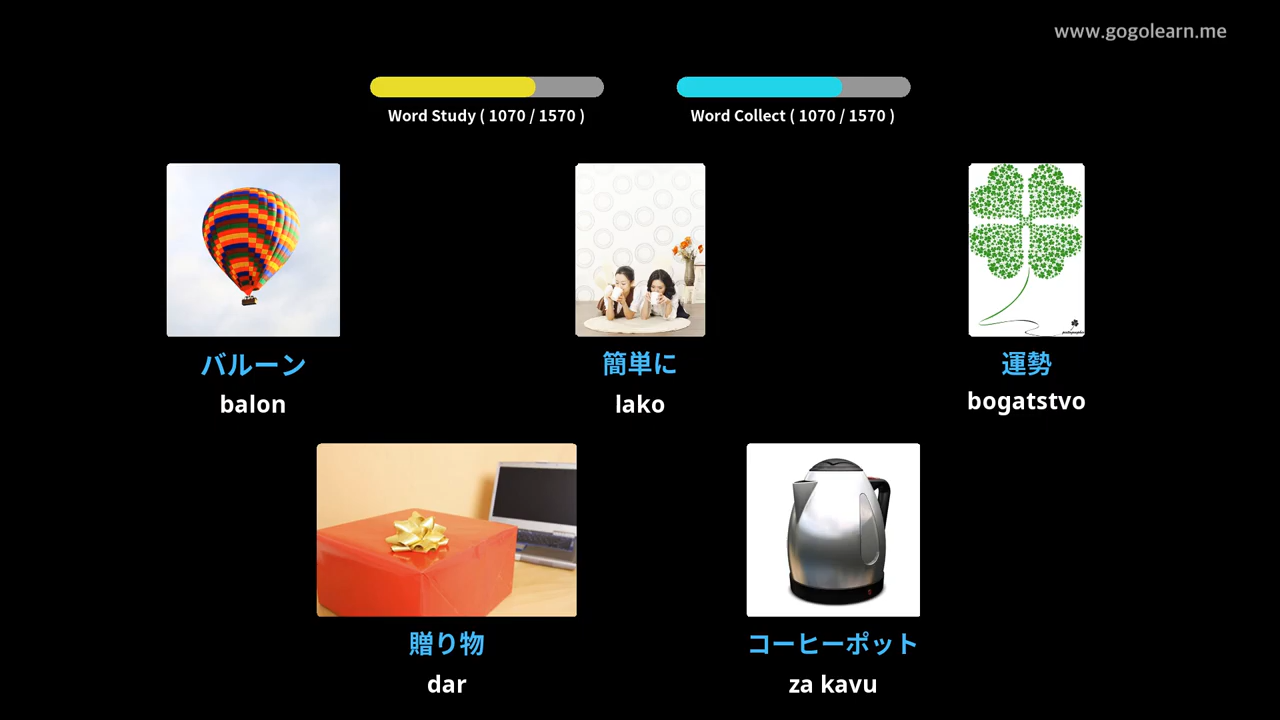 www.gogolearn.me
Word Study ( 1070 / 1570 )
Word Collect ( 1070 / 1570 )
バルーン
balon
簡単に
lako
運勢
bogatstvo
贈り物
dar
コーヒーポット
za kavu